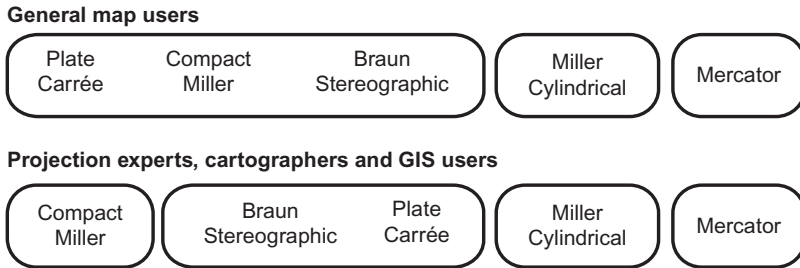 General map users
Plate Compact Braun Miller Mercator
Carrée Miller Stereographic Cylindrical
Projection experts, cartographers and GIS users
Compact Braun Plate Miller Mercator
Miller Stereographic Carrée Cylindrical